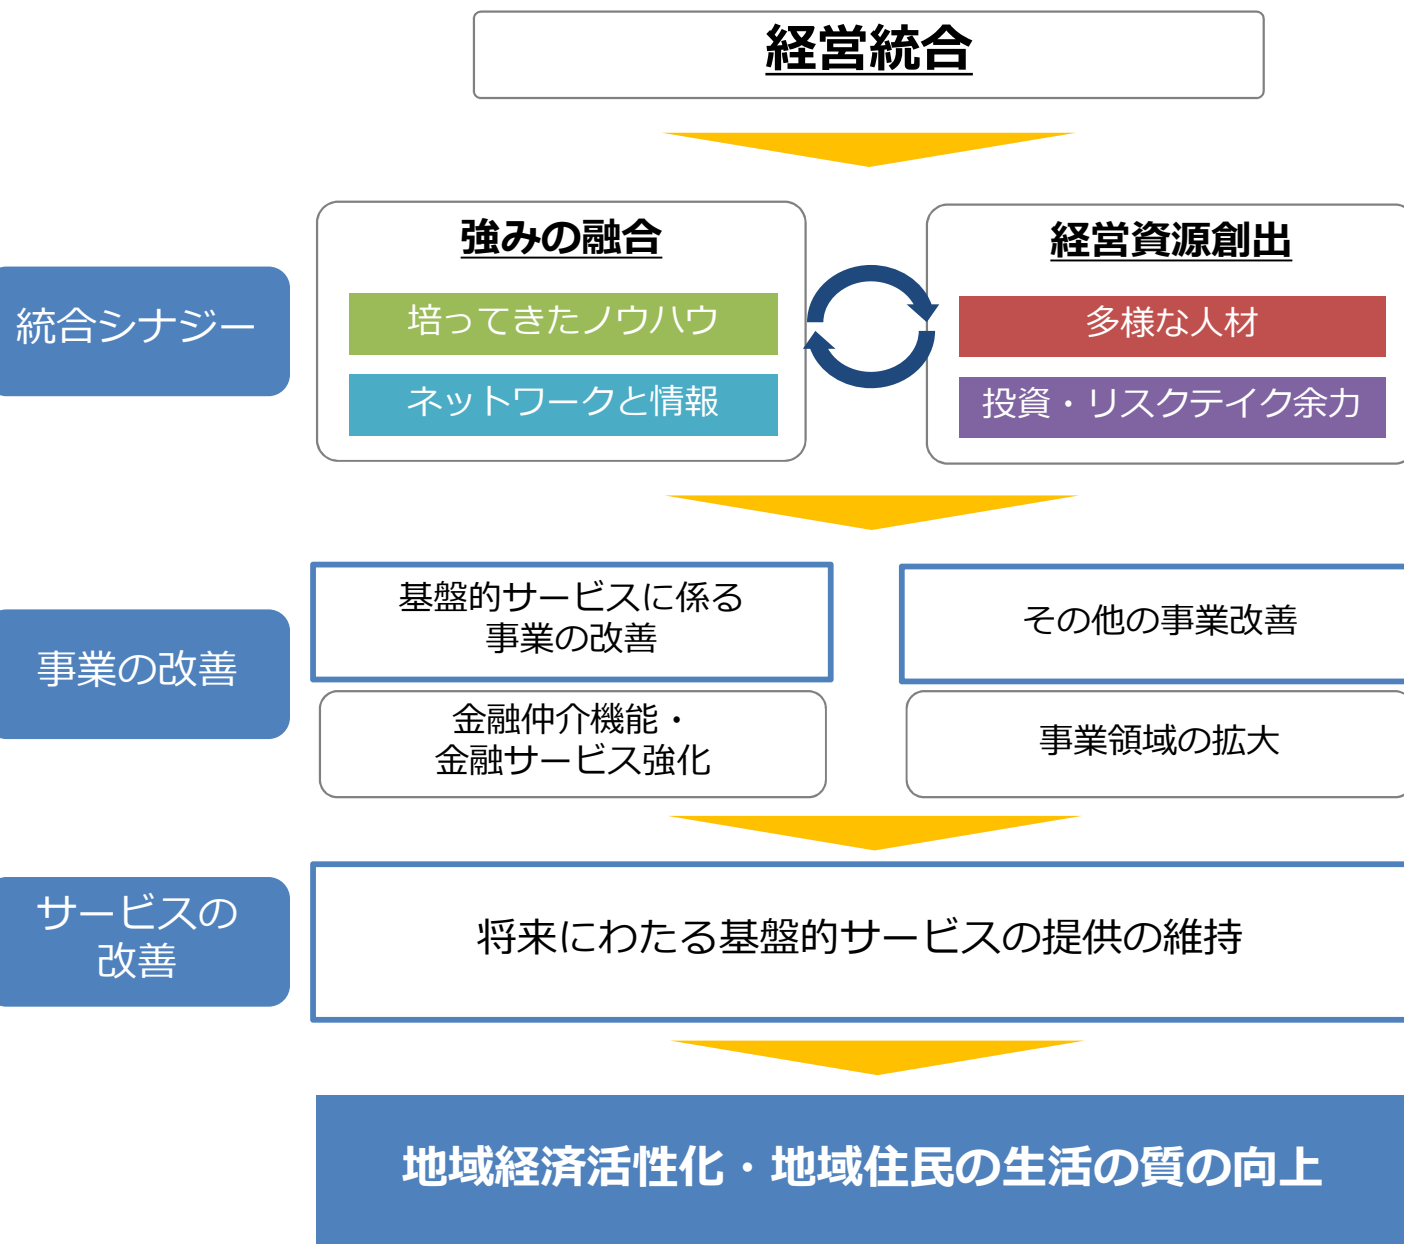 経営統合
統合シナジー
強みの融合
培ってきたノウハウ
ネットワークと情報
経営資源創出
多様な人材
投資・リスクテイク余力
事業の改善
基盤的サービスに係る
事業の改善
金融仲介機能・
金融サービス強化
その他の事業改善
事業領域の拡大
サービスの
改善
将来にわたる基盤的サービスの提供の維持
地域経済活性化・地域住民の生活の質の向上